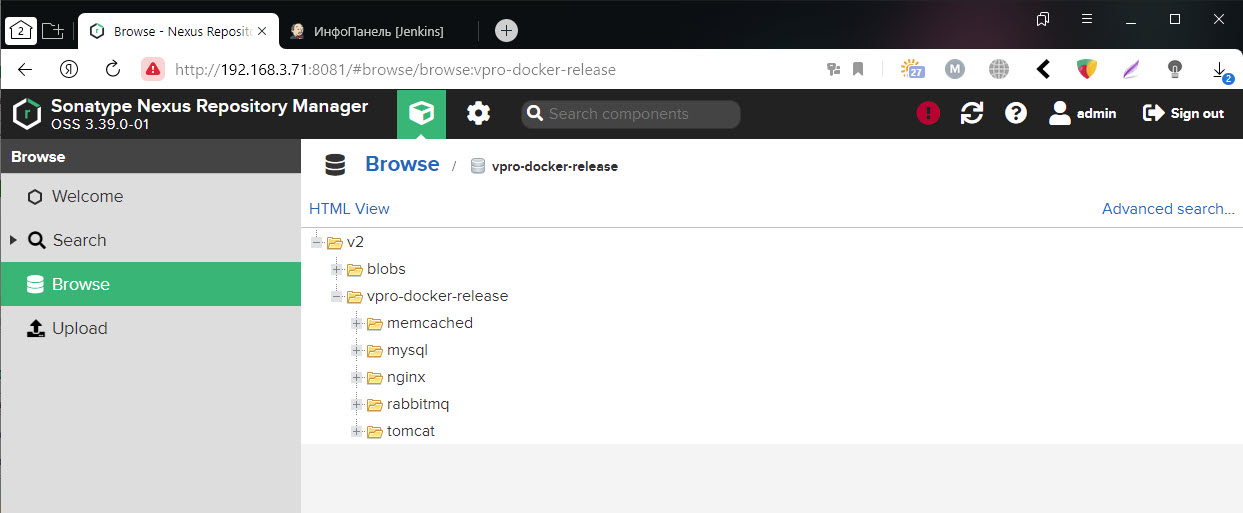 2
Browse - Nexus Reposito
ИнфоПанель [Jenkins]
http://192.168.3.71:8081/#browse/browse:vpro-docker-release
27
M
2
Sonatype Nexus Repository Manager
OSS 3.39.0-01
Search components
admin
Sign out
Browse
Welcome
Search
Browse
Upload
Browse / vpro-docker-release
HTML View
Advanced search...
v2
blobs
vpro-docker-release
memcached
mysql
nginx
rabbitmq
tomcat